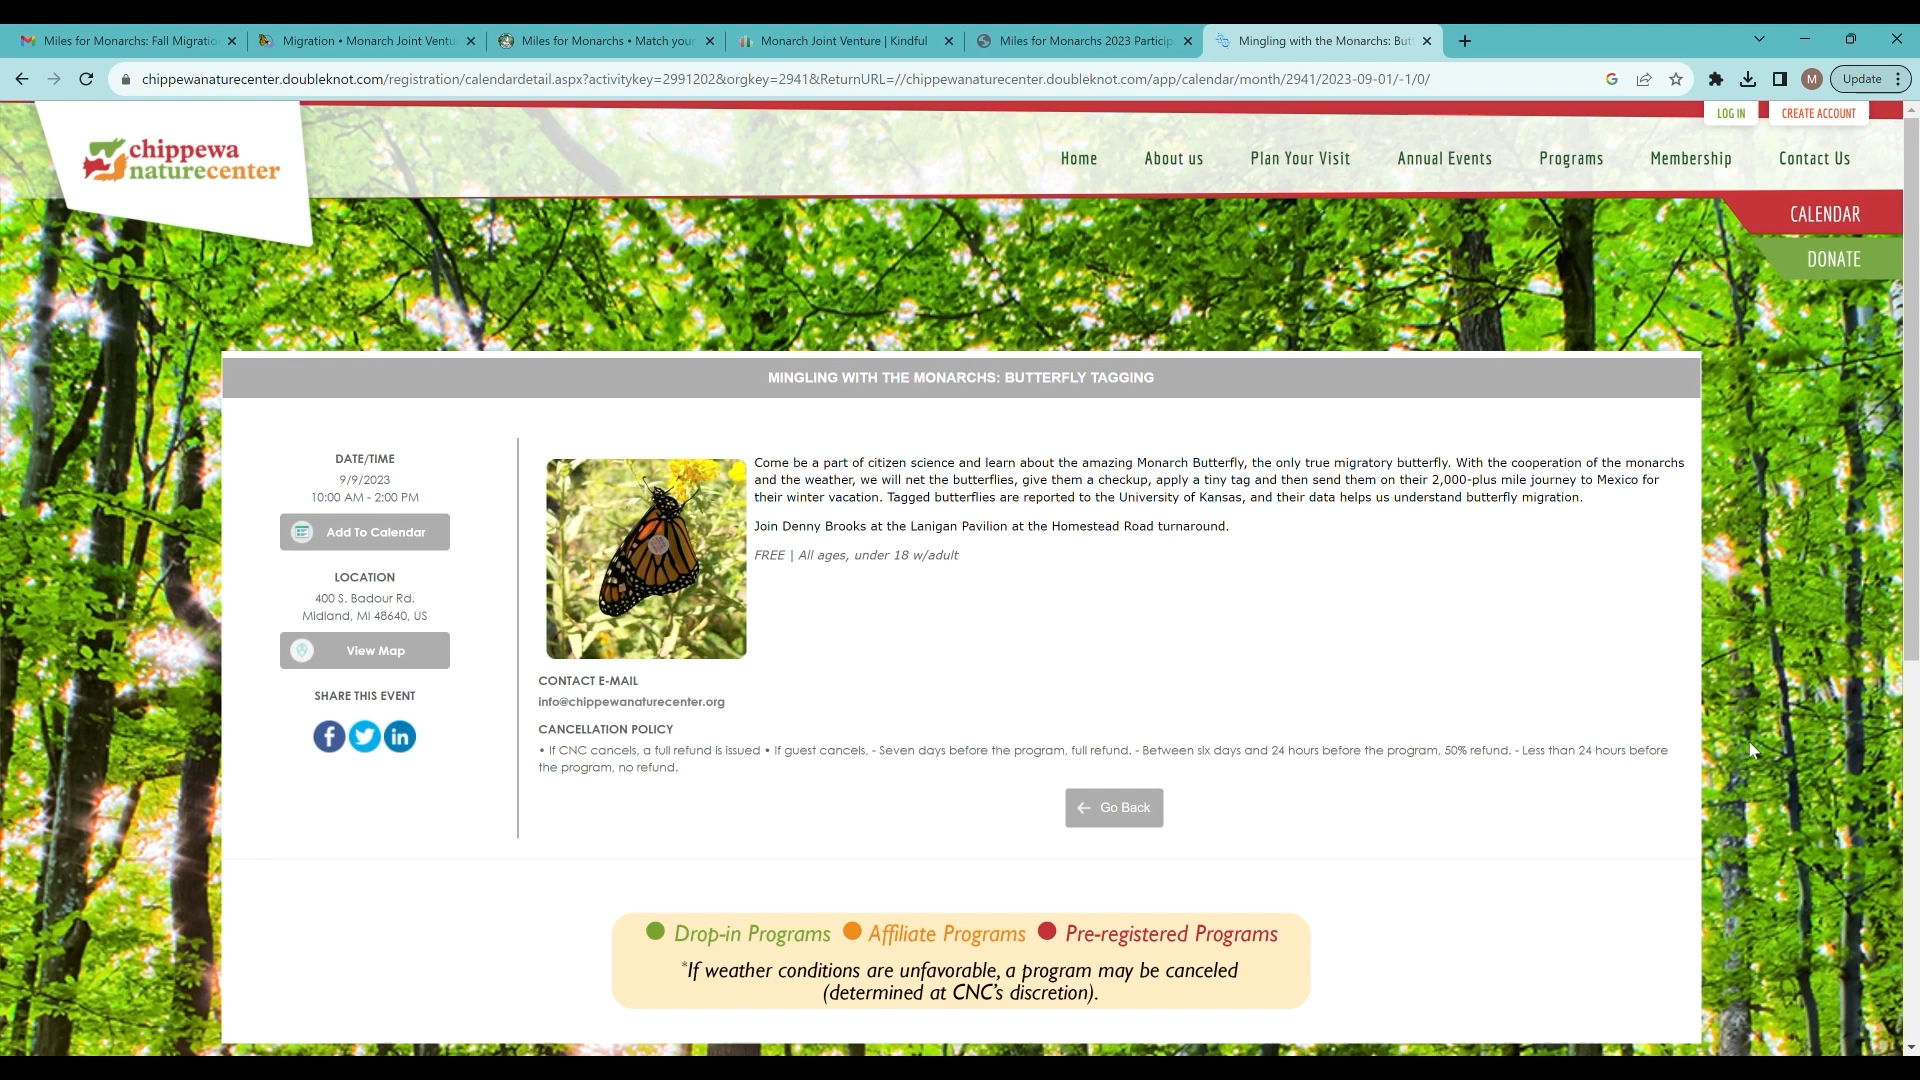 Miles for Monarchs: Fall Migratio
Migration • Monarch Joint Ventu
Miles for Monarchs • Match your
Monarch Joint Venture | Kindful
Miles for Monarchs 2023 Particip
Mingling with the Monarchs: But
chippewanaturecenter.doubleknot.com/registration/calendardetail.aspx?activitykey=2991202&orgkey=2941&ReturnURL=//chippewanaturecenter.doubleknot.com/app/calendar/month/2941/2023-09-01/-1/0/
M
Update
LOG IN
CREATE ACCOUNT
chippewa
naturecenter
Home
About us
Plan Your Visit
Annual Events
Programs
Membership
Contact Us
CALENDAR
DONATE
MINGLING WITH THE MONARCHS: BUTTERFLY TAGGING
DATE/TIME
9/9/2023
10:00 AM - 2:00 PM
Add To Calendar
LOCATION
400 S. Badour Rd.
Midland, MI 48640, US
View Map
SHARE THIS EVENT
Come be a part of citizen science and learn about the amazing Monarch Butterfly, the only true migratory butterfly. With the cooperation of the monarchs
and the weather, we will net the butterflies, give them a checkup, apply a tiny tag and then send them on their 2,000-plus mile journey to Mexico for
their winter vacation. Tagged butterflies are reported to the University of Kansas, and their data helps us understand butterfly migration.
Join Denny Brooks at the Lanigan Pavilion at the Homestead Road turnaround.
FREE | All ages, under 18 w/adult
CONTACT E-MAIL
info@chippewanaturecenter.org
CANCELLATION POLICY
• If CNC cancels, a full refund is issued • If guest cancels, - Seven days before the program, full refund. - Between six days and 24 hours before the program, 50% refund. - Less than 24 hours before
the program, no refund.
Go Back
Drop-in Programs
Affiliate Programs
Pre-registered Programs
*If weather conditions are unfavorable, a program may be canceled
(determined at CNC's discretion).